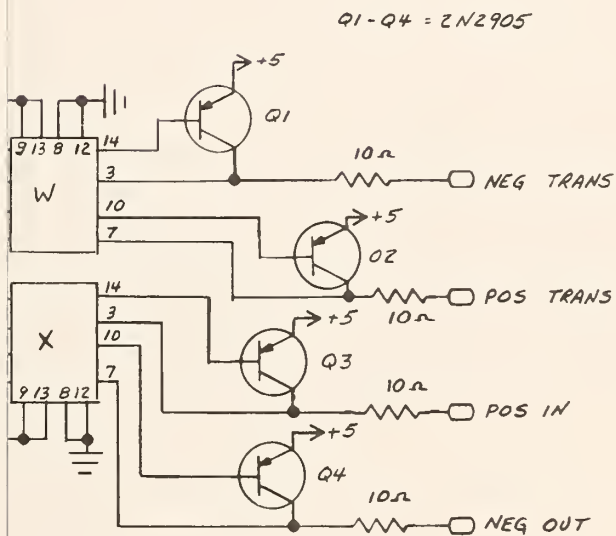 Q1-Q4 = 2N2905
+5
Q1
9 13 8 12
14
W
3
10Ω
NEG TRANS
10
+5
7
Q2
10Ω
POS TRANS
14
+5
3
X
10
Q3
10Ω
7
POS IN
9 13 8 12
+5
Q4
10Ω
NEG OUT